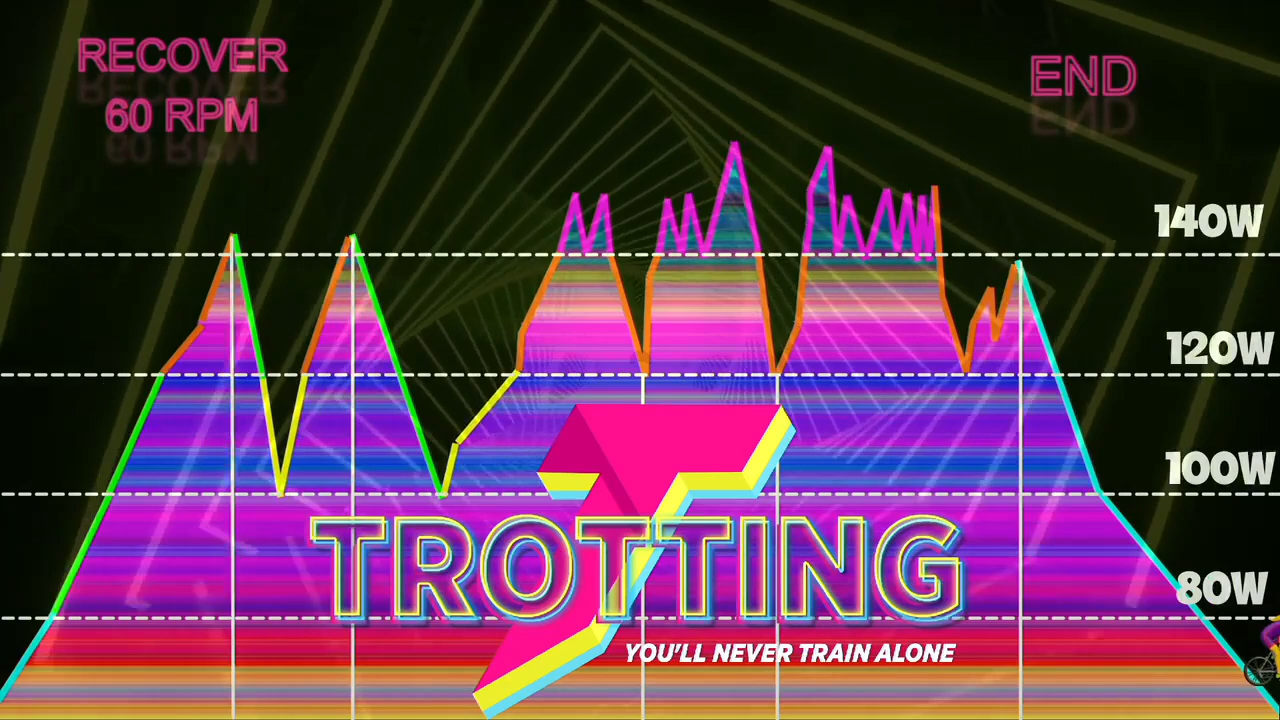 RECOVER
60 RPM
END
140W
120W
100W
80W
TROTTING
YOU'LL NEVER TRAIN ALONE